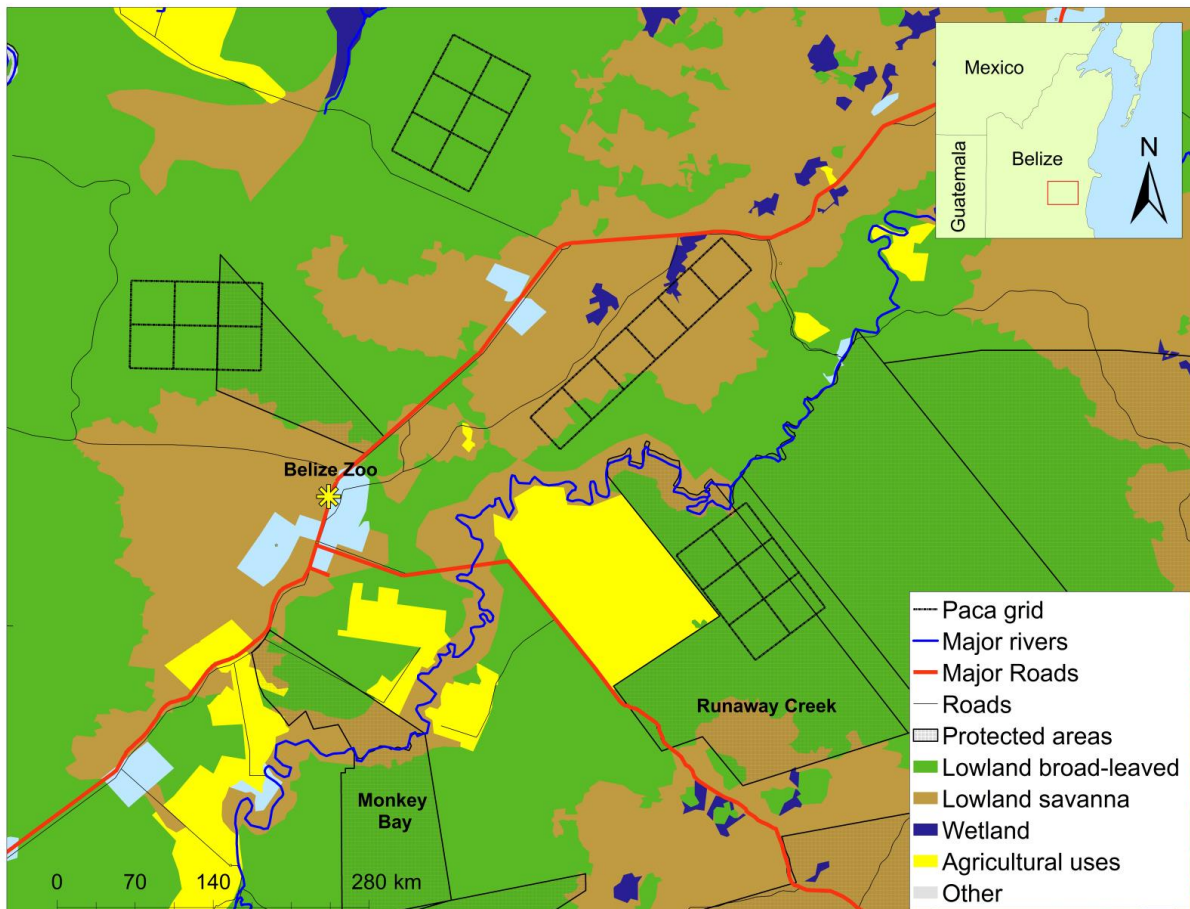 Mexico
Guatemala
Belize
N
Belize Zoo
Runaway Creek
Monkey
Bay
0 70 140 280 km
Paca grid
Major rivers
Major Roads
Roads
Protected areas
Lowland broad-leaved
Lowland savanna
Wetland
Agricultural uses
Other